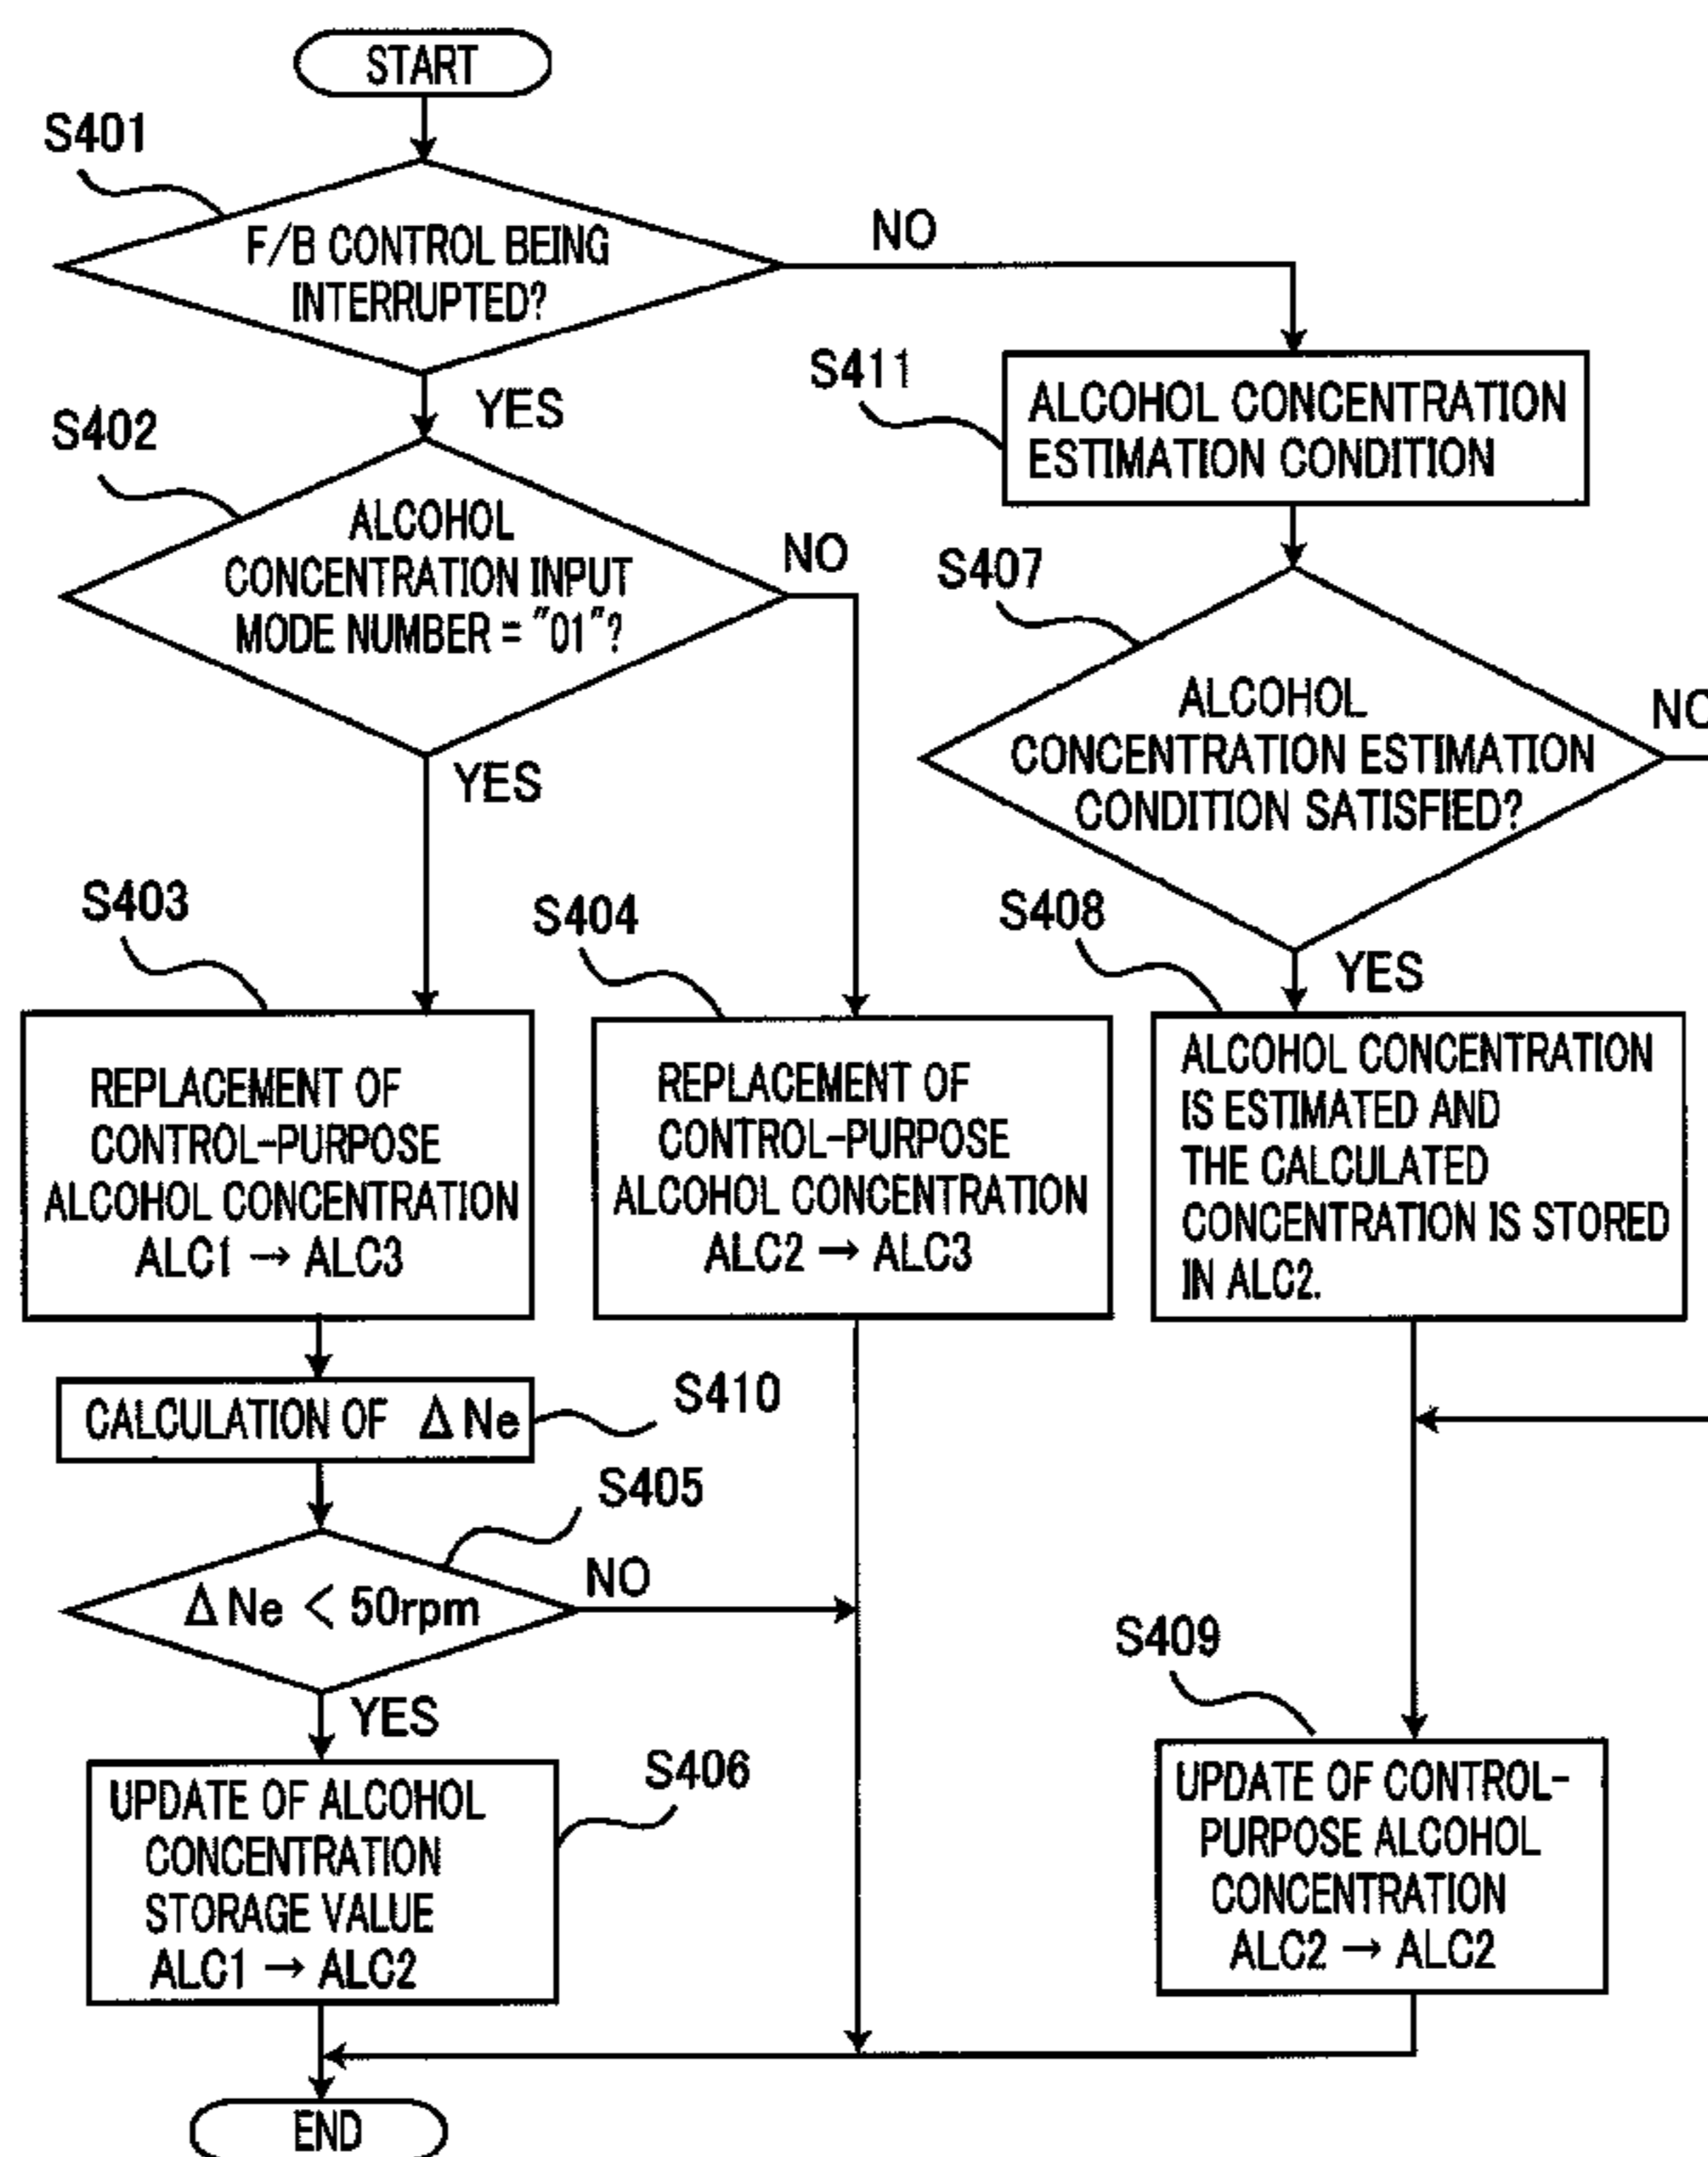 START
S401
F/B CONTROL BEING
INTERRUPTED?
NO
YES
S411
ALCOHOL CONCENTRATION
ESTIMATION CONDITION
S402
ALCOHOL
CONCENTRATION INPUT
MODE NUMBER = "01"?
NO
YES
S407
ALCOHOL
CONCENTRATION ESTIMATION
CONDITION SATISFIED?
NO
YES
S403
REPLACEMENT OF
CONTROL-PURPOSE
ALCOHOL CONCENTRATION
ALC1 → ALC3
S404
REPLACEMENT OF
CONTROL-PURPOSE
ALCOHOL CONCENTRATION
ALC2 → ALC3
S408
ALCOHOL CONCENTRATION
IS ESTIMATED AND
THE CALCULATED
CONCENTRATION IS STORED
IN ALC2.
CALCULATION OF Δ Ne
S410
S405
Δ Ne < 50rpm
NO
YES
S406
UPDATE OF ALCOHOL
CONCENTRATION
STORAGE VALUE
ALC1 → ALC2
S409
UPDATE OF CONTROL-
PURPOSE ALCOHOL
CONCENTRATION
ALC2 → ALC2
END